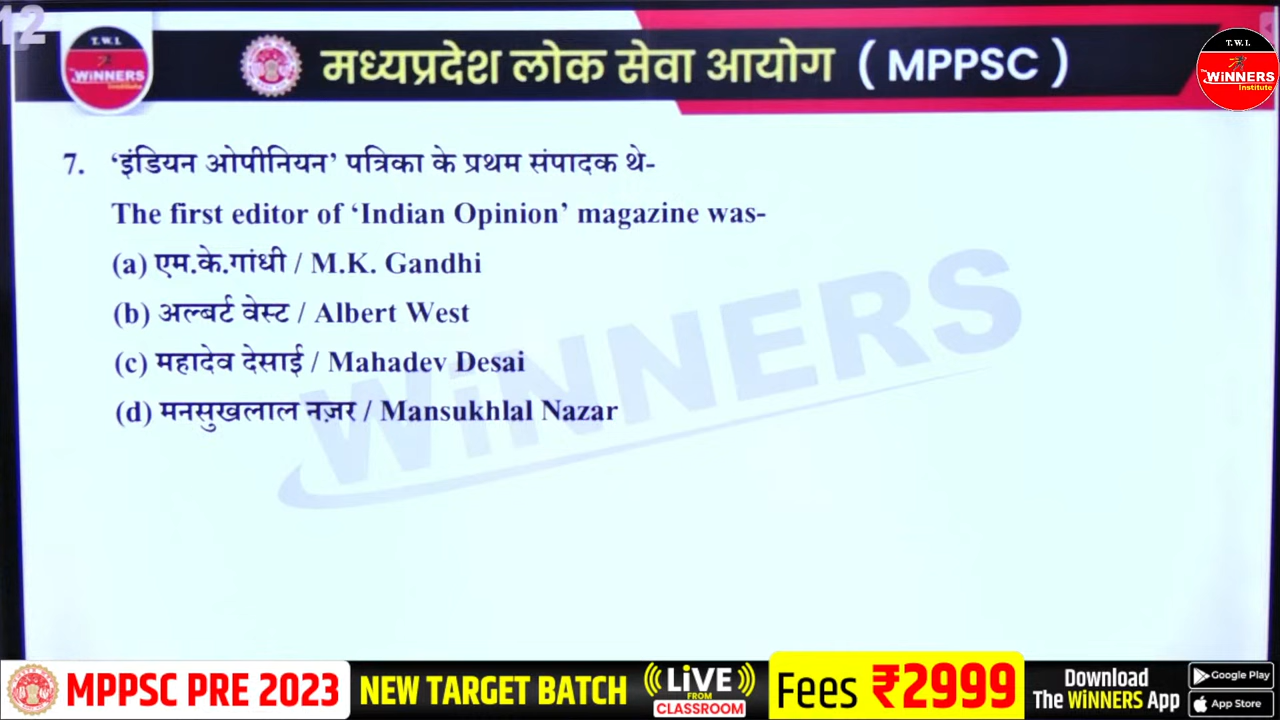 12
T.W.I.
The WiNNERS
Institute
मध्यप्रदेश लोक सेवा आयोग ( MPPSC )
T.W.I.
The WiNNERS
Institute
7. ‘इंडियन ओपीनियन’ पत्रिका के प्रथम संपादक थे-
The first editor of ‘Indian Opinion’ magazine was-
(a) एम.के.गांधी / M.K. Gandhi
(b) अल्बर्ट वेस्ट / Albert West
(c) महादेव देसाई / Mahadev Desai
(d) मनसुखलाल नज़र / Mansukhlal Nazar
WiNNERS
MPPSC PRE 2023
NEW TARGET BATCH
LiVE
FROM
CLASSROOM
Fees ₹2999
Download
The WiNNERS App
Google Play
App Store